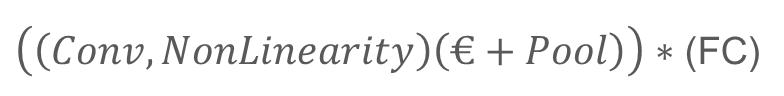 ((Conv, NonLinearity)(€ + Pool)) ∗ (FC)